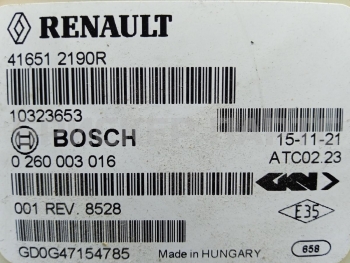 RENAULT
41651 2190R
10323653
BOSCH 15-11-21
0 260 003 016 ATC02.23
GKN
001 REV. 8528 E35
GD0G47154785 Made in HUNGARY 658